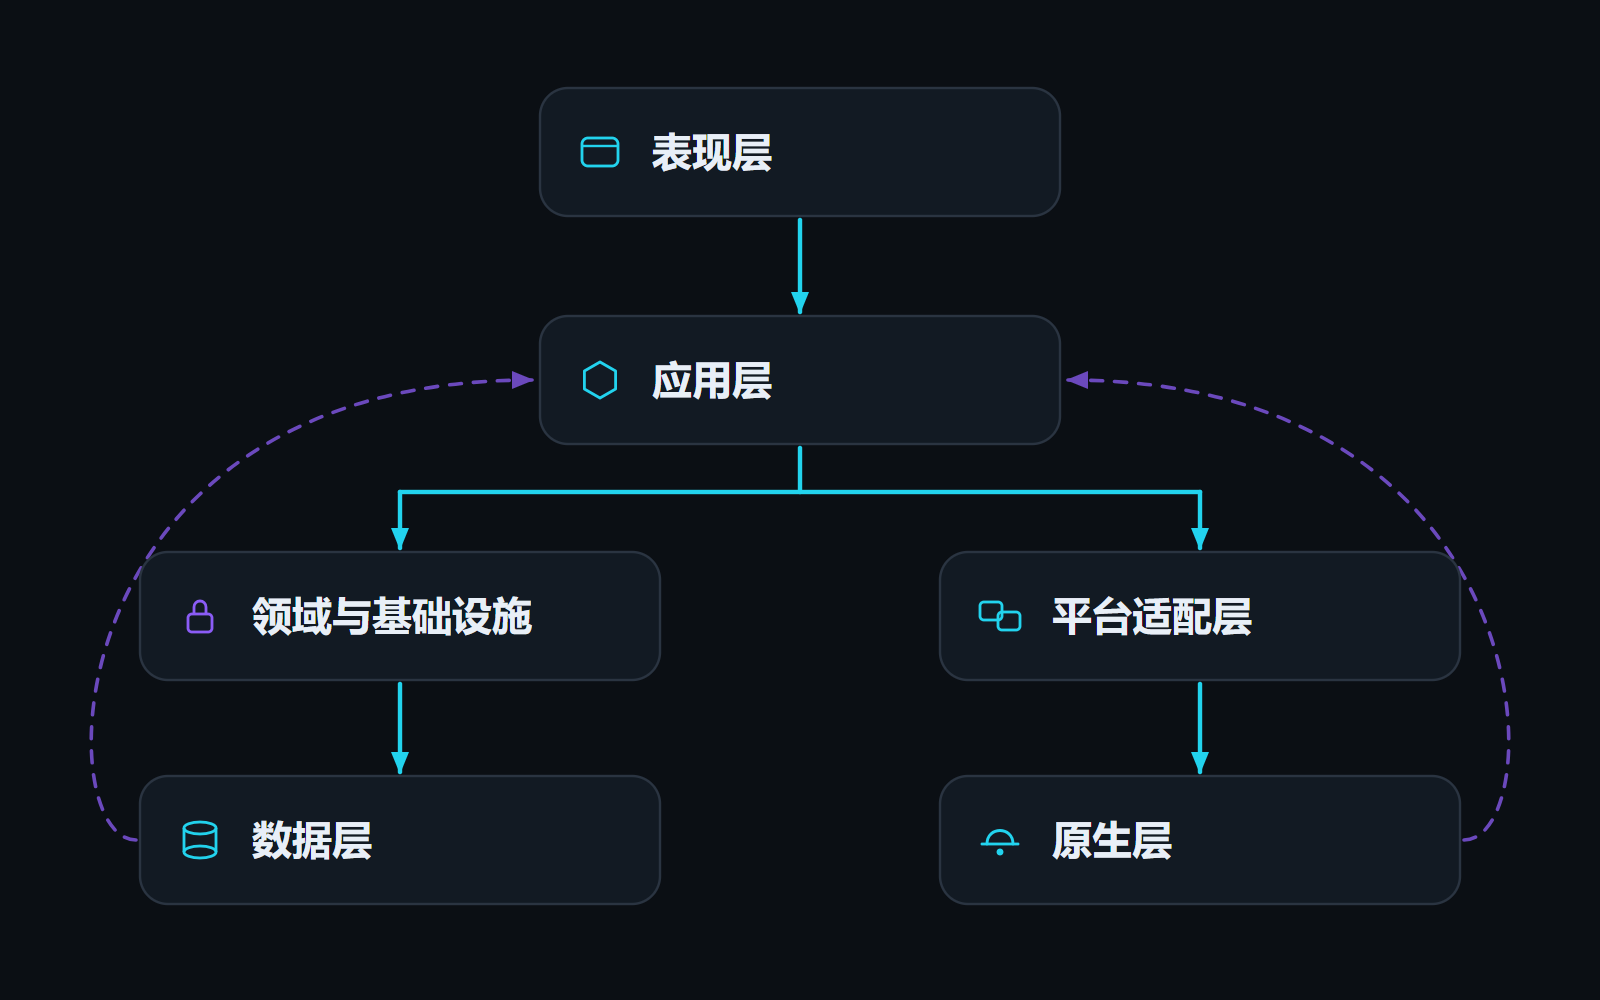 表现层
应用层
领域与基础设施
平台适配层
数据层
原生层